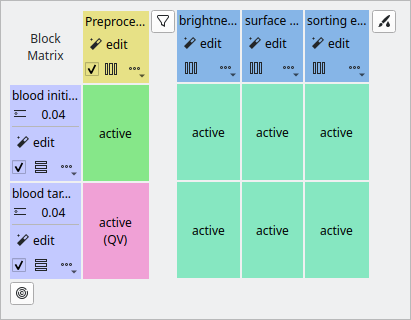 Block
Matrix
Preproce...
edit
...
brightne...
edit
...
surface ...
edit
...
sorting e...
edit
...
blood initi...
0.04
edit
...
active
active
active
active
blood tar...
0.04
edit
...
active
(QV)
active
active
active